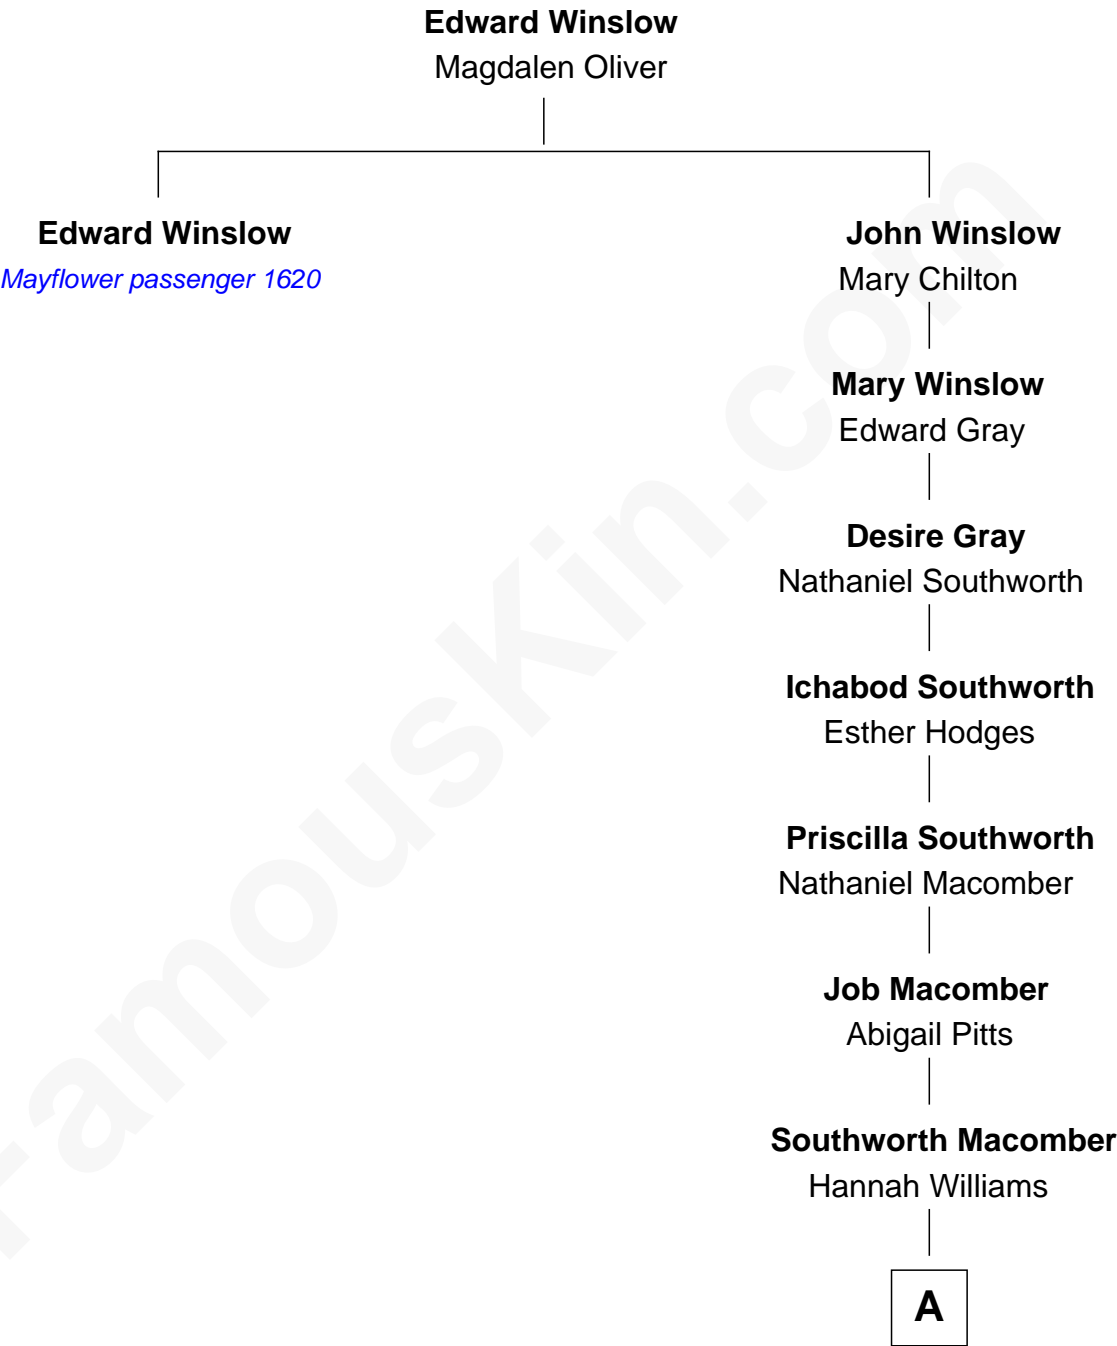 Edward Winslow
Magdalen Oliver
Edward Winslow
Mayflower passenger 1620
John Winslow
Mary Chilton
Mary Winslow
Edward Gray
Desire Gray
Nathaniel Southworth
Ichabod Southworth
Esther Hodges
Priscilla Southworth
Nathaniel Macomber
Job Macomber
Abigail Pitts
Southworth Macomber
Hannah Williams
A
FamousKin.com